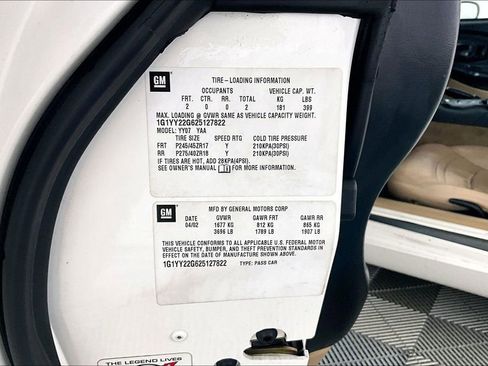 GM
TIRE-LOADING INFORMATION
OCCUPANTS VEHICLE CAP. WT.
FRT. CTR. RR. TOTAL KG LBS
2 0 0 2 181 399
MAX. LOADING @ GVWR SAME AS VEHICLE CAPACITY WEIGHT.
1G1YY22G625127822
MODEL: YY07 YAA
TIRE SIZE SPEED RTG COLD TIRE PRESSURE
FRT P245/45ZR17 Y 210KPA(30PSI)
RR P275/40ZR18 Y 210KPA(30PSI)
IF TIRES ARE HOT, ADD 28KPA(4PSI).
SEE OWNER'S MANUAL FOR MORE INFORMATION.
GM
MFD BY GENERAL MOTORS CORP
04/02 GVWR GAWR FRT GAWR RR
1677 KG 812 KG 865 KG
3696 LB 1789 LB 1907 LB
THIS VEHICLE CONFORMS TO ALL APPLICABLE U.S. FEDERAL MOTOR
VEHICLE SAFETY, BUMPER, AND THEFT PREVENTION STANDARDS IN
EFFECT ON THE DATE OF MANUFACTURE SHOWN ABOVE.
1G1YY22G625127822 TYPE: PASS CAR
THE LEGEND LIVES